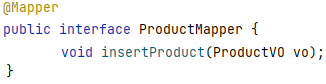 @Mapper
public interface ProductMapper {
void insertProduct(ProductVO vo);
}